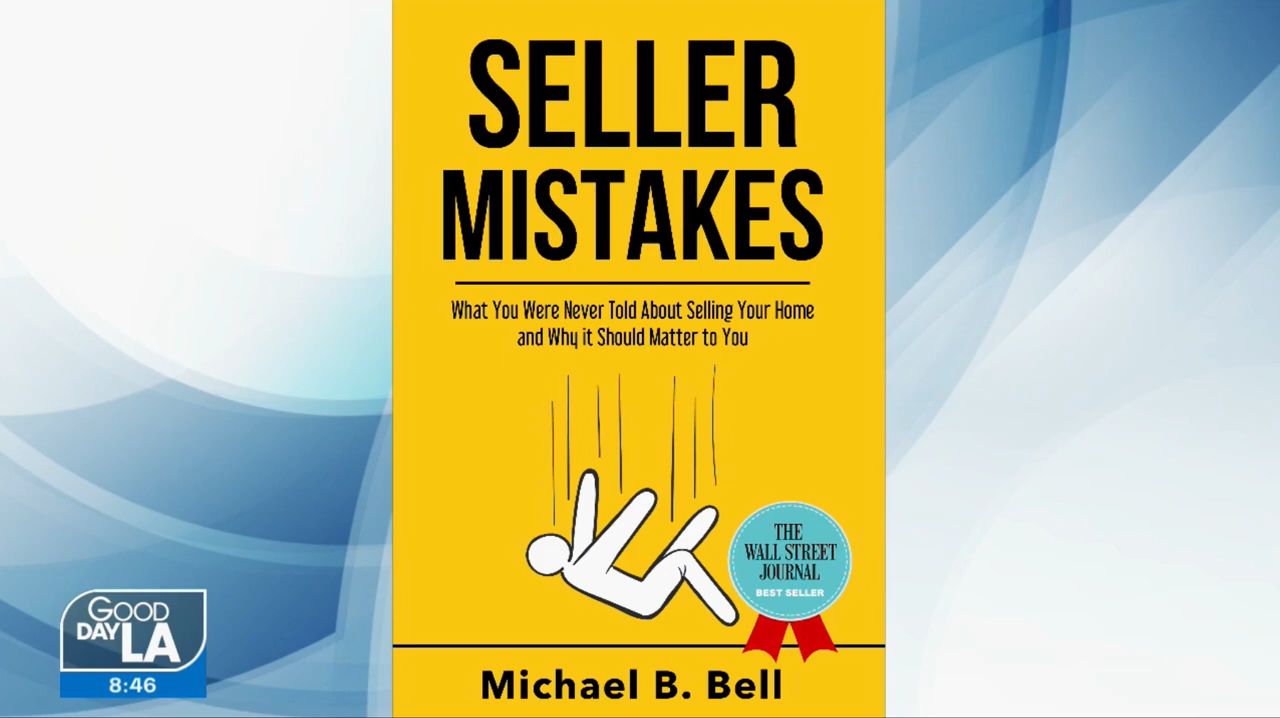 SELLER
MISTAKES
What You Were Never Told About Selling Your Home
and Why it Should Matter to You
THE
WALL STREET
JOURNAL
BEST SELLER
Michael B. Bell
GOOD
DAY LA
8:46